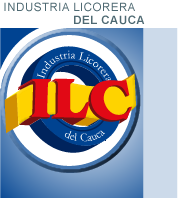 INDUSTRIA LICORERA
DEL CAUCA
Industria Licorera
ILC
del Cauca